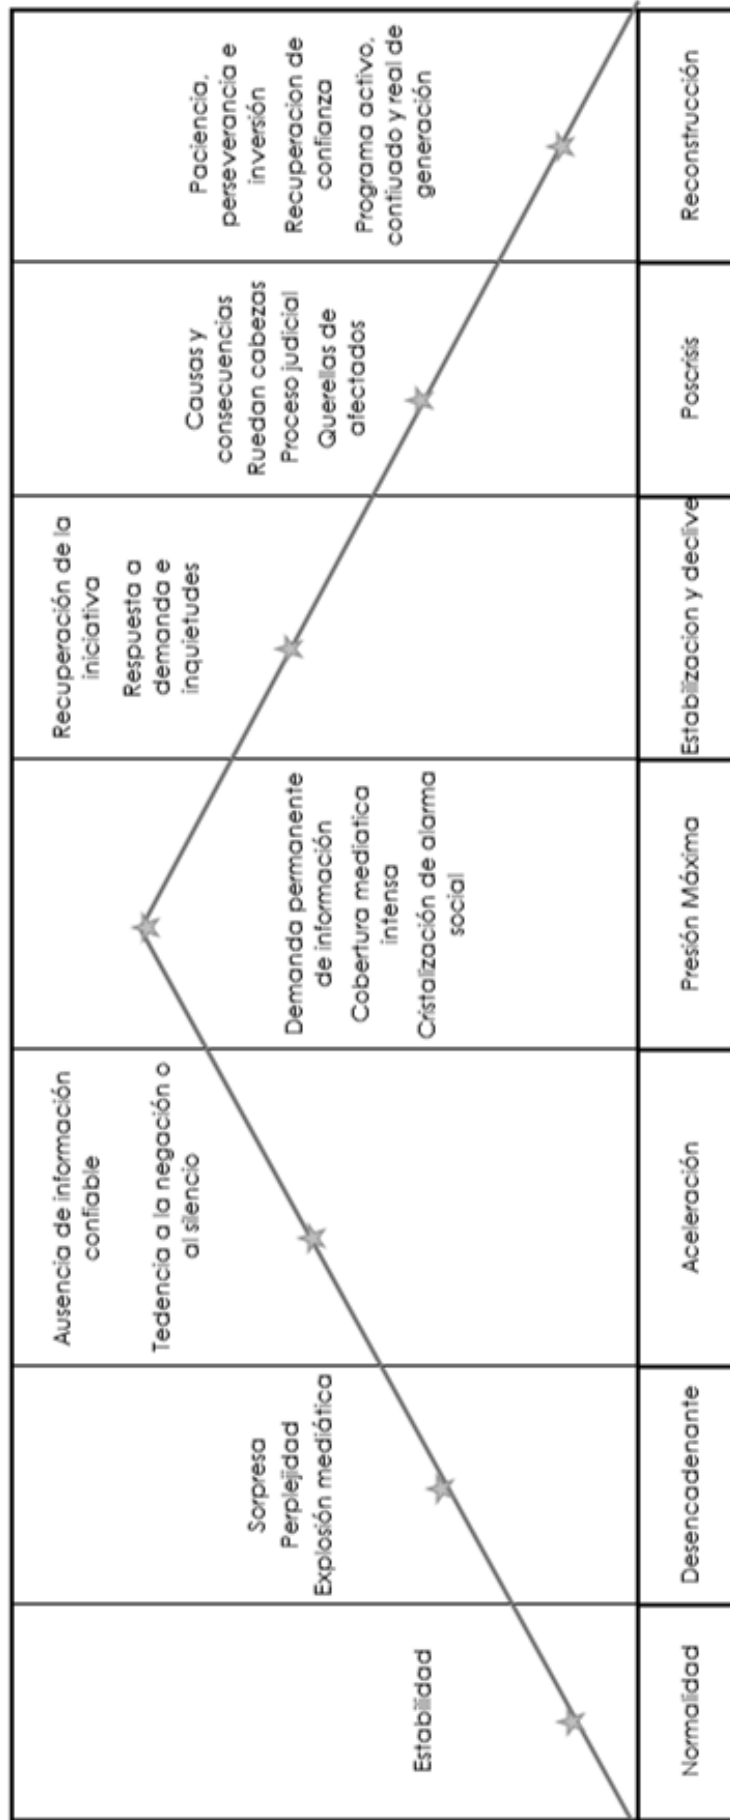 Estabilidad
Sorpresa
Perplejidad
Explosión mediática
Ausencia de información
confiable
Tedencia a la negación o
al silencio
Demanda permanente
de información
Cobertura mediatica
intensa
Cristalización de alarma
social
Recuperación de la
iniciativa
Respuesta a
demanda e
inquietudes
Causas y
consecuencias
Ruedan cabezas
Proceso judicial
Querellas de
afectados
Paciencia,
perseverancia e
inversión
Recuperacion de
confianza
Programa activo,
contiuado y real de
generación
Normalidad
Desencadenante
Aceleración
Presión Máxima
Estabilizacion y declive
Poscrisis
Reconstrucción